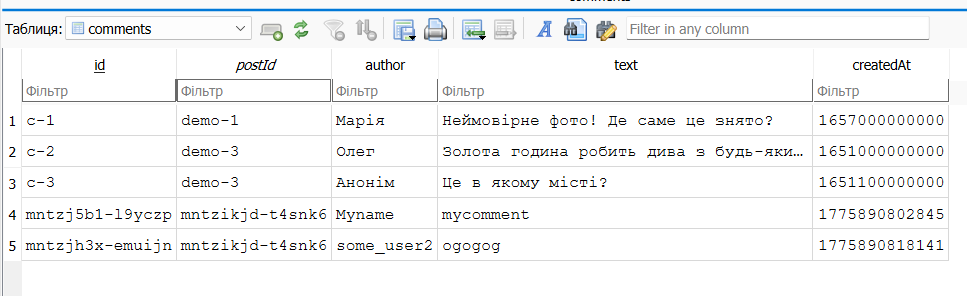 comments
Таблиця: comments Filter in any column
id postId author text createdAt
Фільтр Фільтр Фільтр Фільтр Фільтр
1 c-1 demo-1 Марія Неймовірне фото! Де саме це знято? 1657000000000
2 c-2 demo-3 Олег Золота година робить дива з будь-яки… 1651000000000
3 c-3 demo-3 Анонім Це в якому місті? 1651100000000
4 mntzj5b1-l9yczp mntzikjd-t4snk6 Myname mycomment 1775890802845
5 mntzjh3x-emuijn mntzikjd-t4snk6 some_user2 ogogog 1775890818141